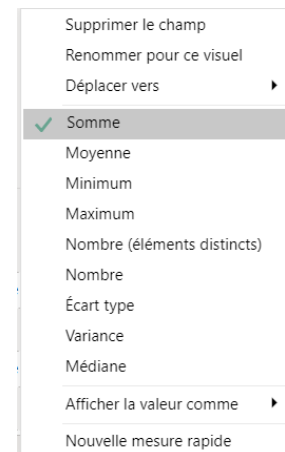 Supprimer le champ
Renommer pour ce visuel
Déplacer vers
Somme
Moyenne
Minimum
Maximum
Nombre (éléments distincts)
Nombre
Écart type
Variance
Médiane
Afficher la valeur comme
Nouvelle mesure rapide